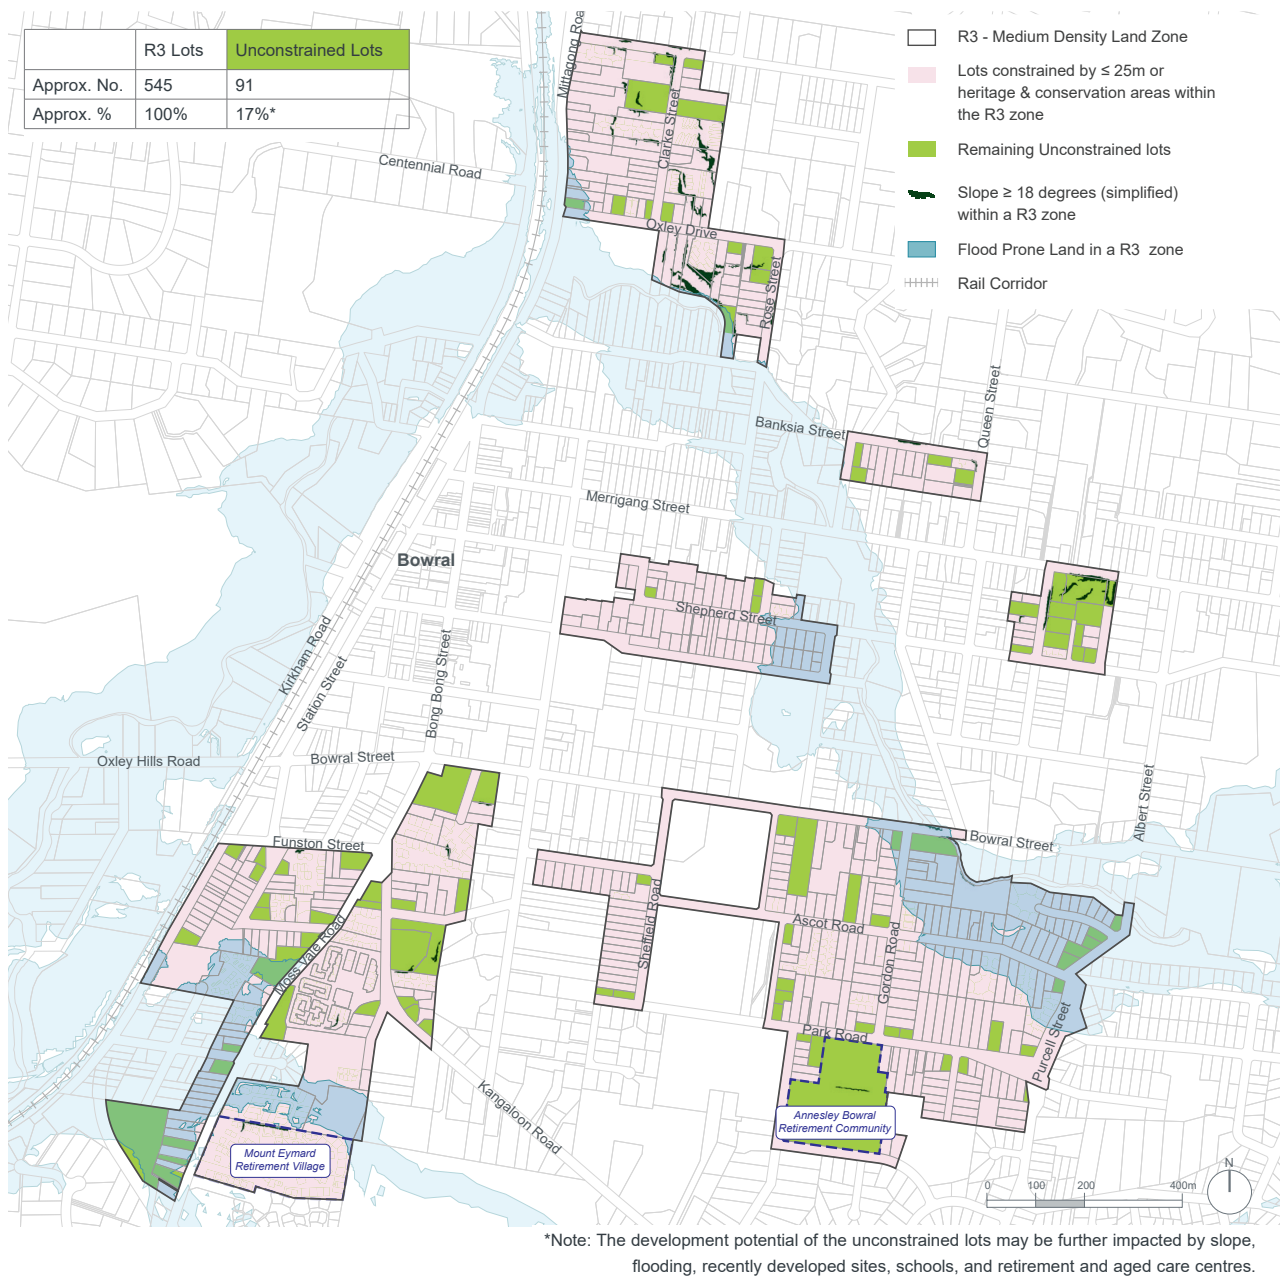 R3 Lots Unconstrained Lots
Approx. No. 545 91
Approx. % 100% 17%*
R3 - Medium Density Land Zone
Lots constrained by ≤ 25m or
heritage & conservation areas within
the R3 zone
Remaining Unconstrained lots
Slope ≥ 18 degrees (simplified)
within a R3 zone
Flood Prone Land in a R3 zone
Rail Corridor
Mittagong Roa
Clarke Street
Centennial Road
Oxley Drive
Rose Street
Queen Street
Banksia Street
Merrigang Street
Bowral
Shepherd Street
Kirkham Road
Station Street
Bong Bong Street
Oxley Hills Road
Bowral Street
Albert Street
Funston Street
Bowral Street
Sheffield Road
Ascot Road
Gordon Road
Moss Vale Road
Park Road
Purcell Street
Kangaloon Road
Annesley Bowral
Retirement Community
Mount Eymard
Retirement Village
N
0 100 200 400m
*Note: The development potential of the unconstrained lots may be further impacted by slope,
flooding, recently developed sites, schools, and retirement and aged care centres.